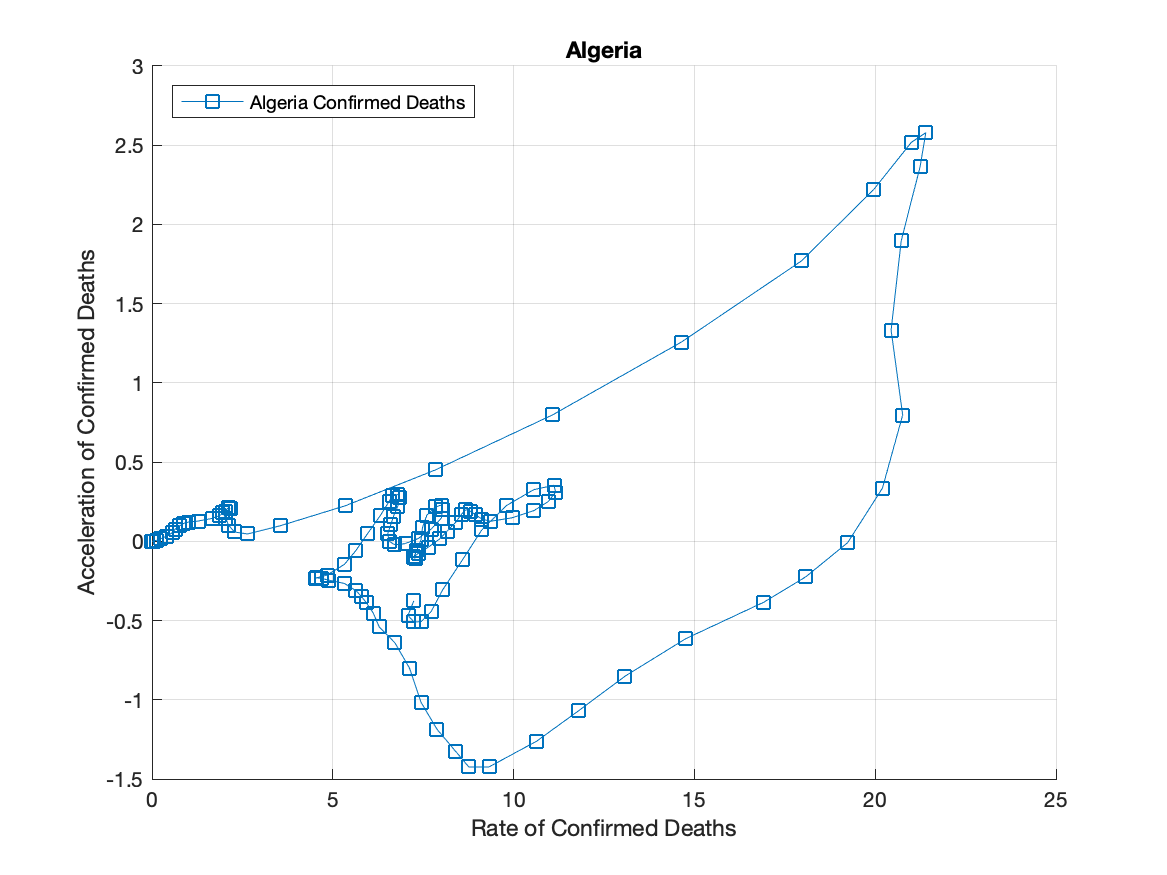 Algeria
3
Algeria Confirmed Deaths
2.5
2
1.5
1
0.5
0
-0.5
-1
-1.5
Acceleration of Confirmed Deaths
0 5 10 15 20 25
Rate of Confirmed Deaths